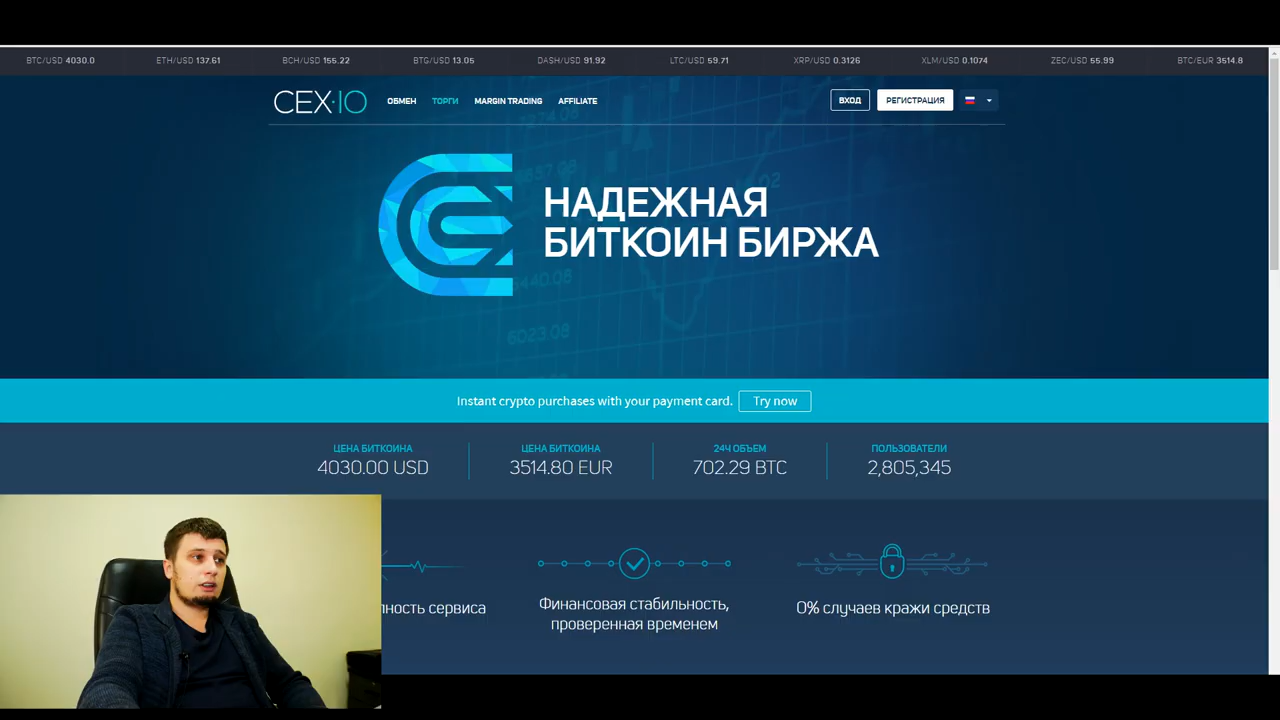 BTC/USD 4030.0 ETH/USD 137.61 BCH/USD 155.22 BTG/USD 13.05 DASH/USD 91.92 LTC/USD 59.71 XRP/USD 0.3126 XLM/USD 0.1074 ZEC/USD 55.99 BTC/EUR 3514.8
CEX·IO ОБМЕН ТОРГИ MARGIN TRADING AFFILIATE ВХОД РЕГИСТРАЦИЯ
НАДЕЖНАЯ
БИТКОИН БИРЖА
Instant crypto purchases with your payment card. Try now
ЦЕНА БИТКОИНА ЦЕНА БИТКОИНА 24Ч ОБЪЕМ ПОЛЬЗОВАТЕЛИ
4030.00 USD 3514.80 EUR 702.29 BTC 2,805,345
сервиса
Финансовая стабильность,
проверенная временем
0% случаев кражи средств